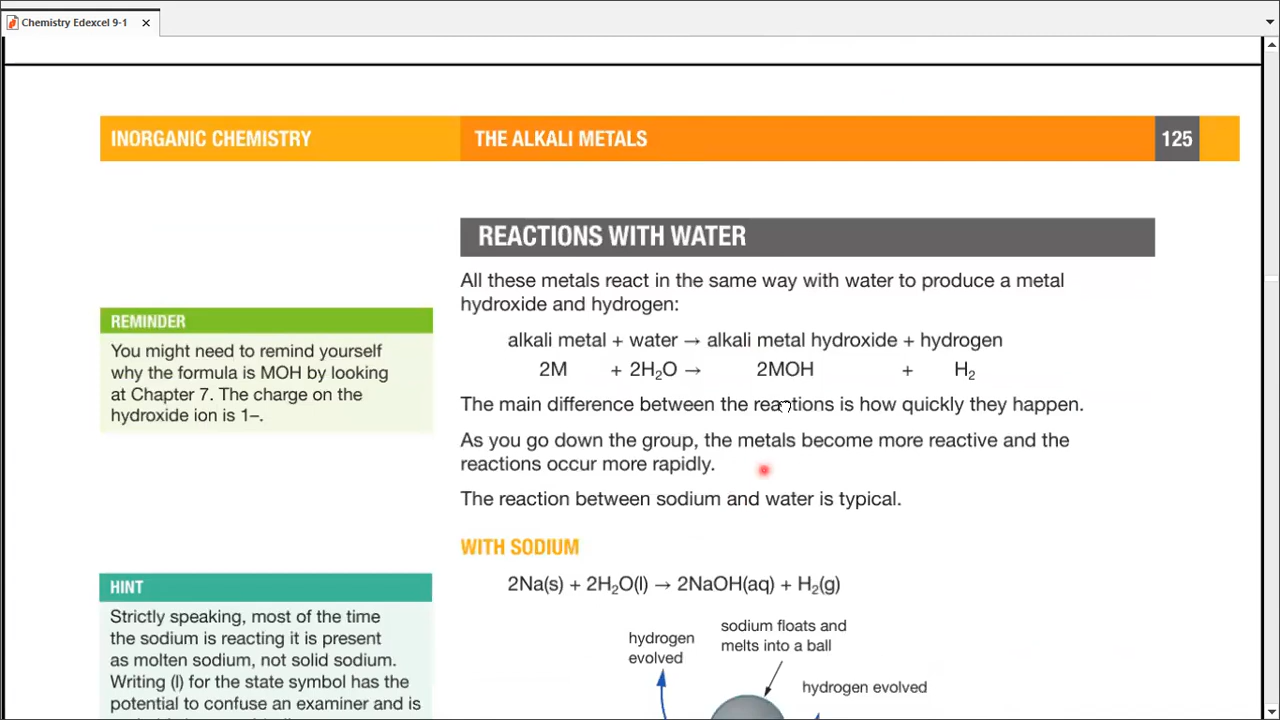 Chemistry Edexcel 9-1
INORGANIC CHEMISTRY
THE ALKALI METALS
125
REACTIONS WITH WATER
All these metals react in the same way with water to produce a metal
hydroxide and hydrogen:
alkali metal + water → alkali metal hydroxide + hydrogen
2M + 2H₂O → 2MOH + H₂
The main difference between the reactions is how quickly they happen.
As you go down the group, the metals become more reactive and the
reactions occur more rapidly.
The reaction between sodium and water is typical.
REMINDER
You might need to remind yourself
why the formula is MOH by looking
at Chapter 7. The charge on the
hydroxide ion is 1–.
WITH SODIUM
2Na(s) + 2H₂O(l) → 2NaOH(aq) + H₂(g)
hydrogen
evolved
sodium floats and
melts into a ball
hydrogen evolved
HINT
Strictly speaking, most of the time
the sodium is reacting it is present
as molten sodium, not solid sodium.
Writing (l) for the state symbol has the
potential to confuse an examiner and is